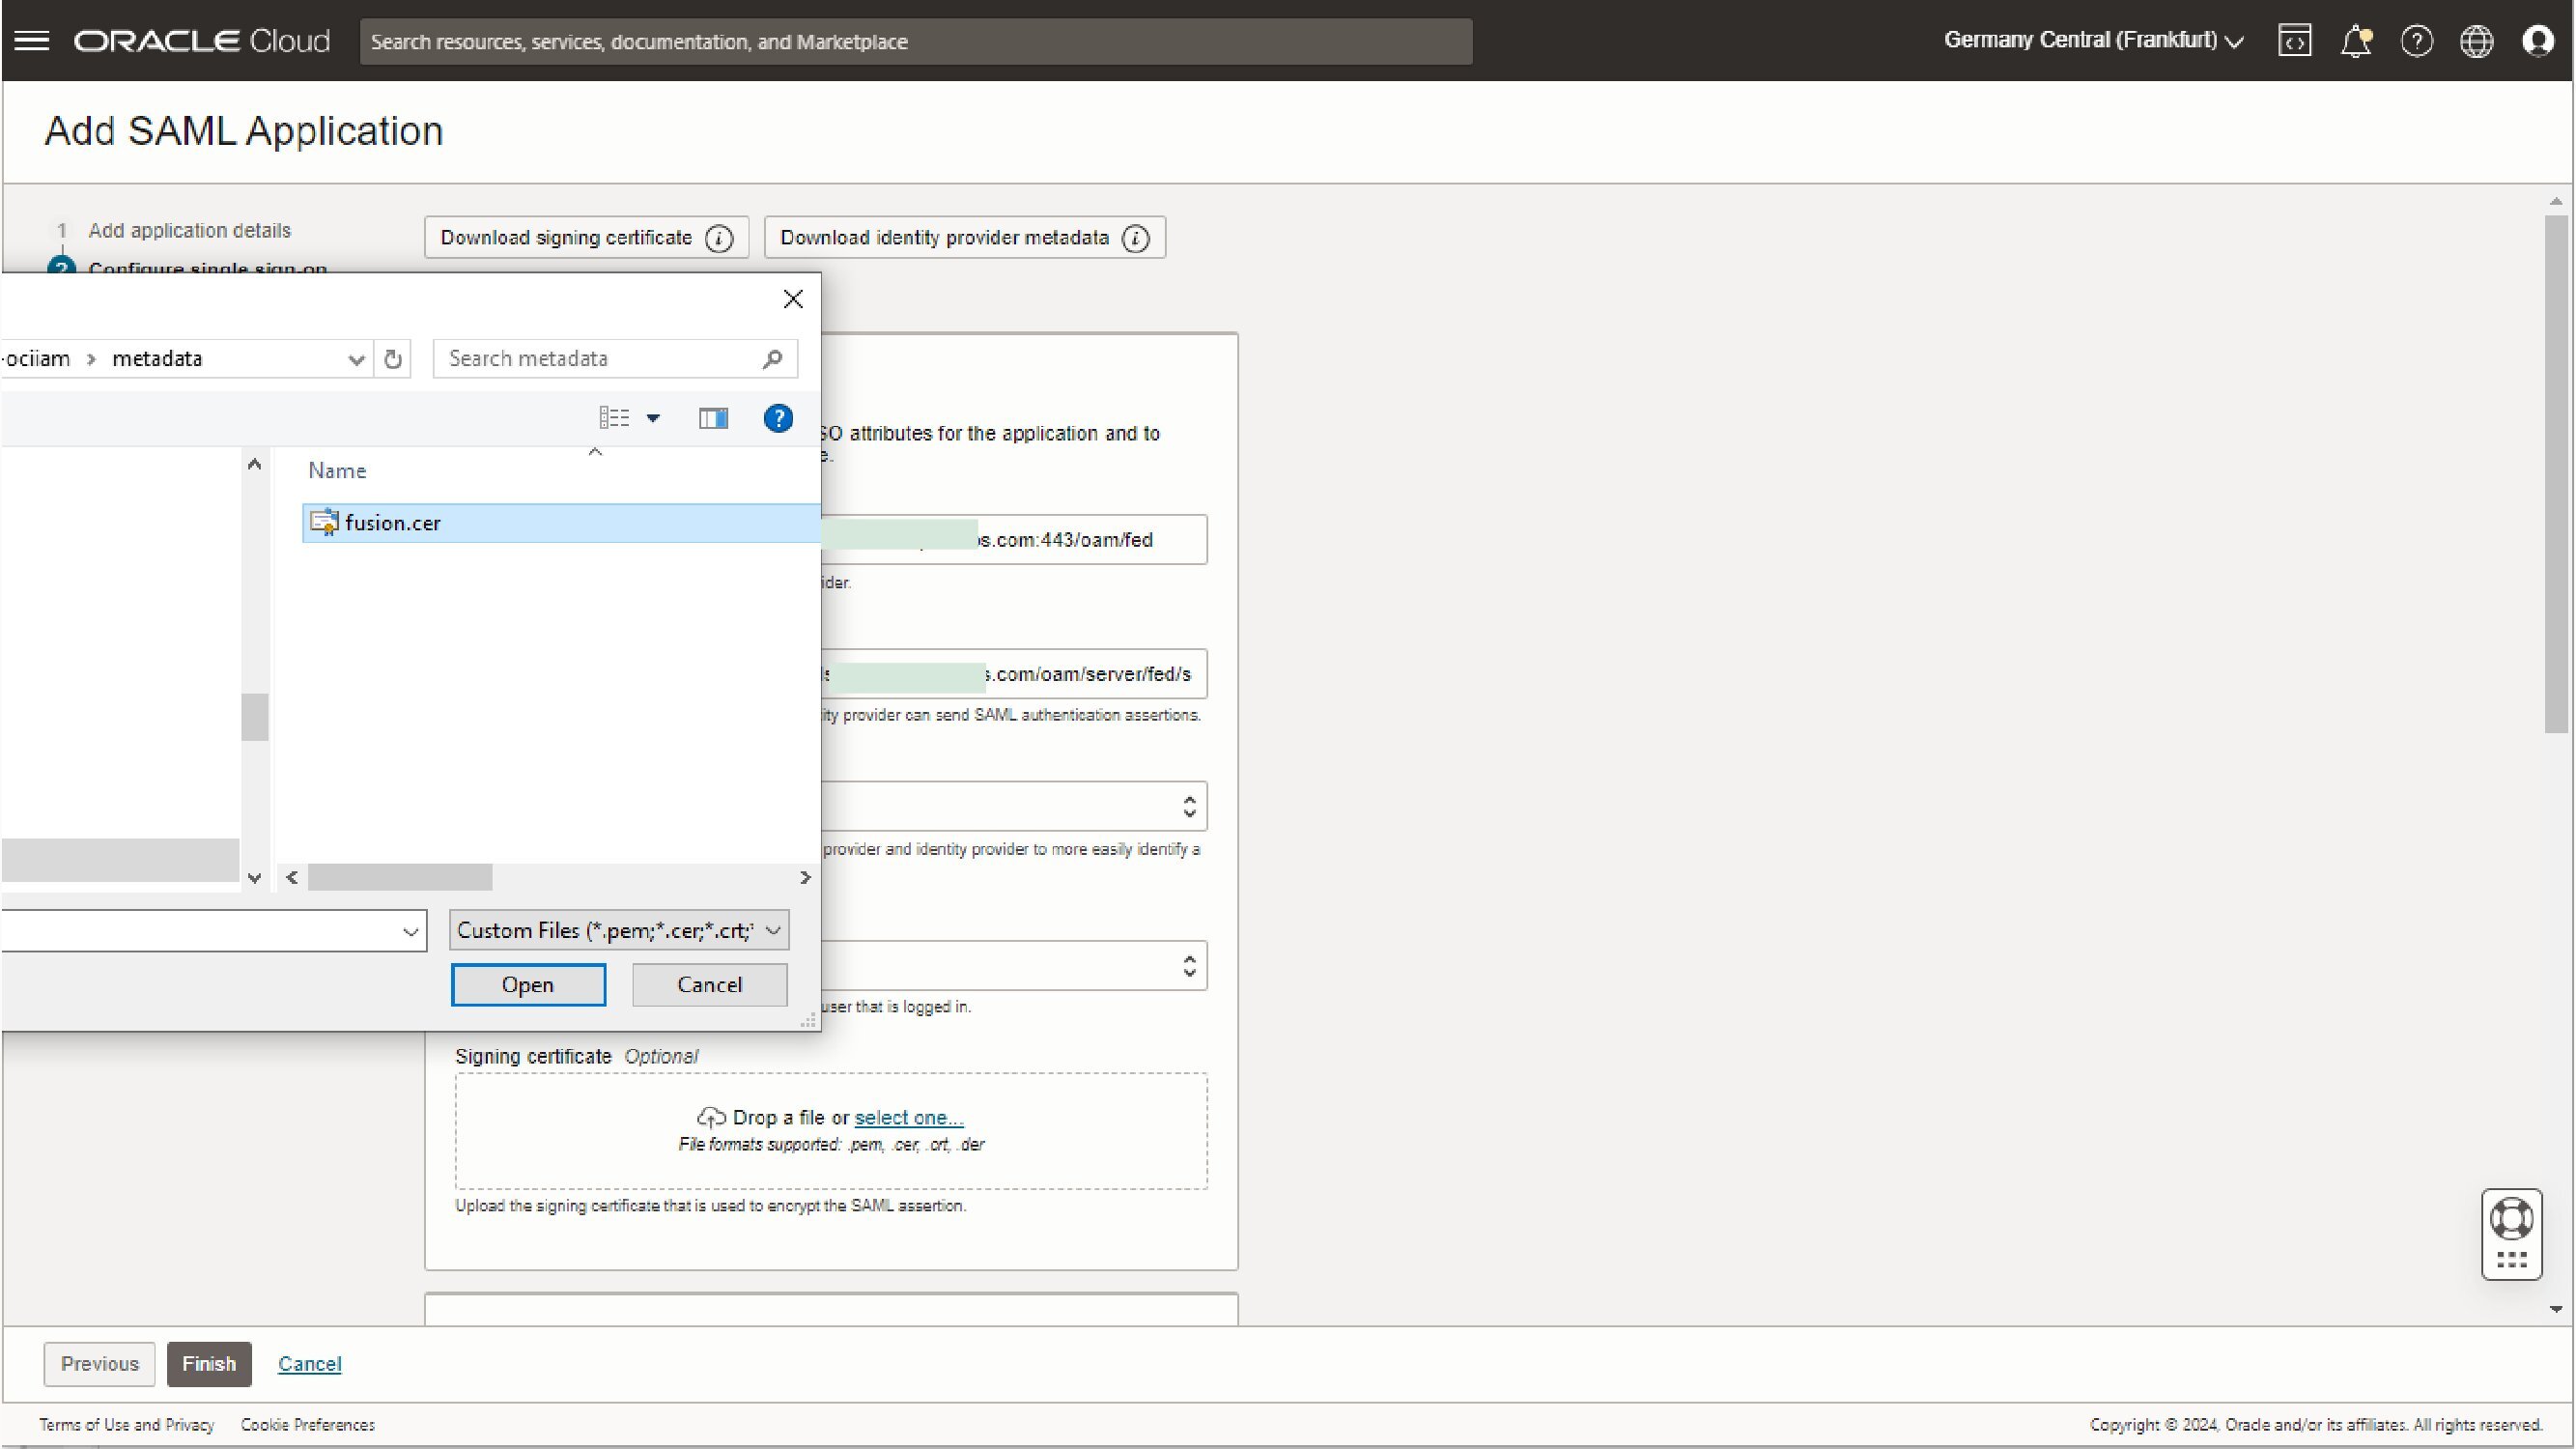 ORACLE Cloud
Search resources, services, documentation, and Marketplace
Germany Central (Frankfurt)
Add SAML Application
1 Add application details
2 Configure single sign-on
Download signing certificate
Download identity provider metadata
-ociiam > metadata
Search metadata
SO attributes for the application and to
e.
Name
fusion.cer
s.com:443/oam/fed
ider.
s.com/oam/server/fed/s
ity provider can send SAML authentication assertions.
provider and identity provider to more easily identify a
Custom Files (*.pem;*.cer;*.crt;*
Open
Cancel
user that is logged in.
Signing certificate Optional
Drop a file or select one...
File formats supported: .pem, .cer, .crt, .der
Upload the signing certificate that is used to encrypt the SAML assertion.
Previous
Finish
Cancel
Terms of Use and Privacy
Cookie Preferences
Copyright © 2024, Oracle and/or its affiliates. All rights reserved.